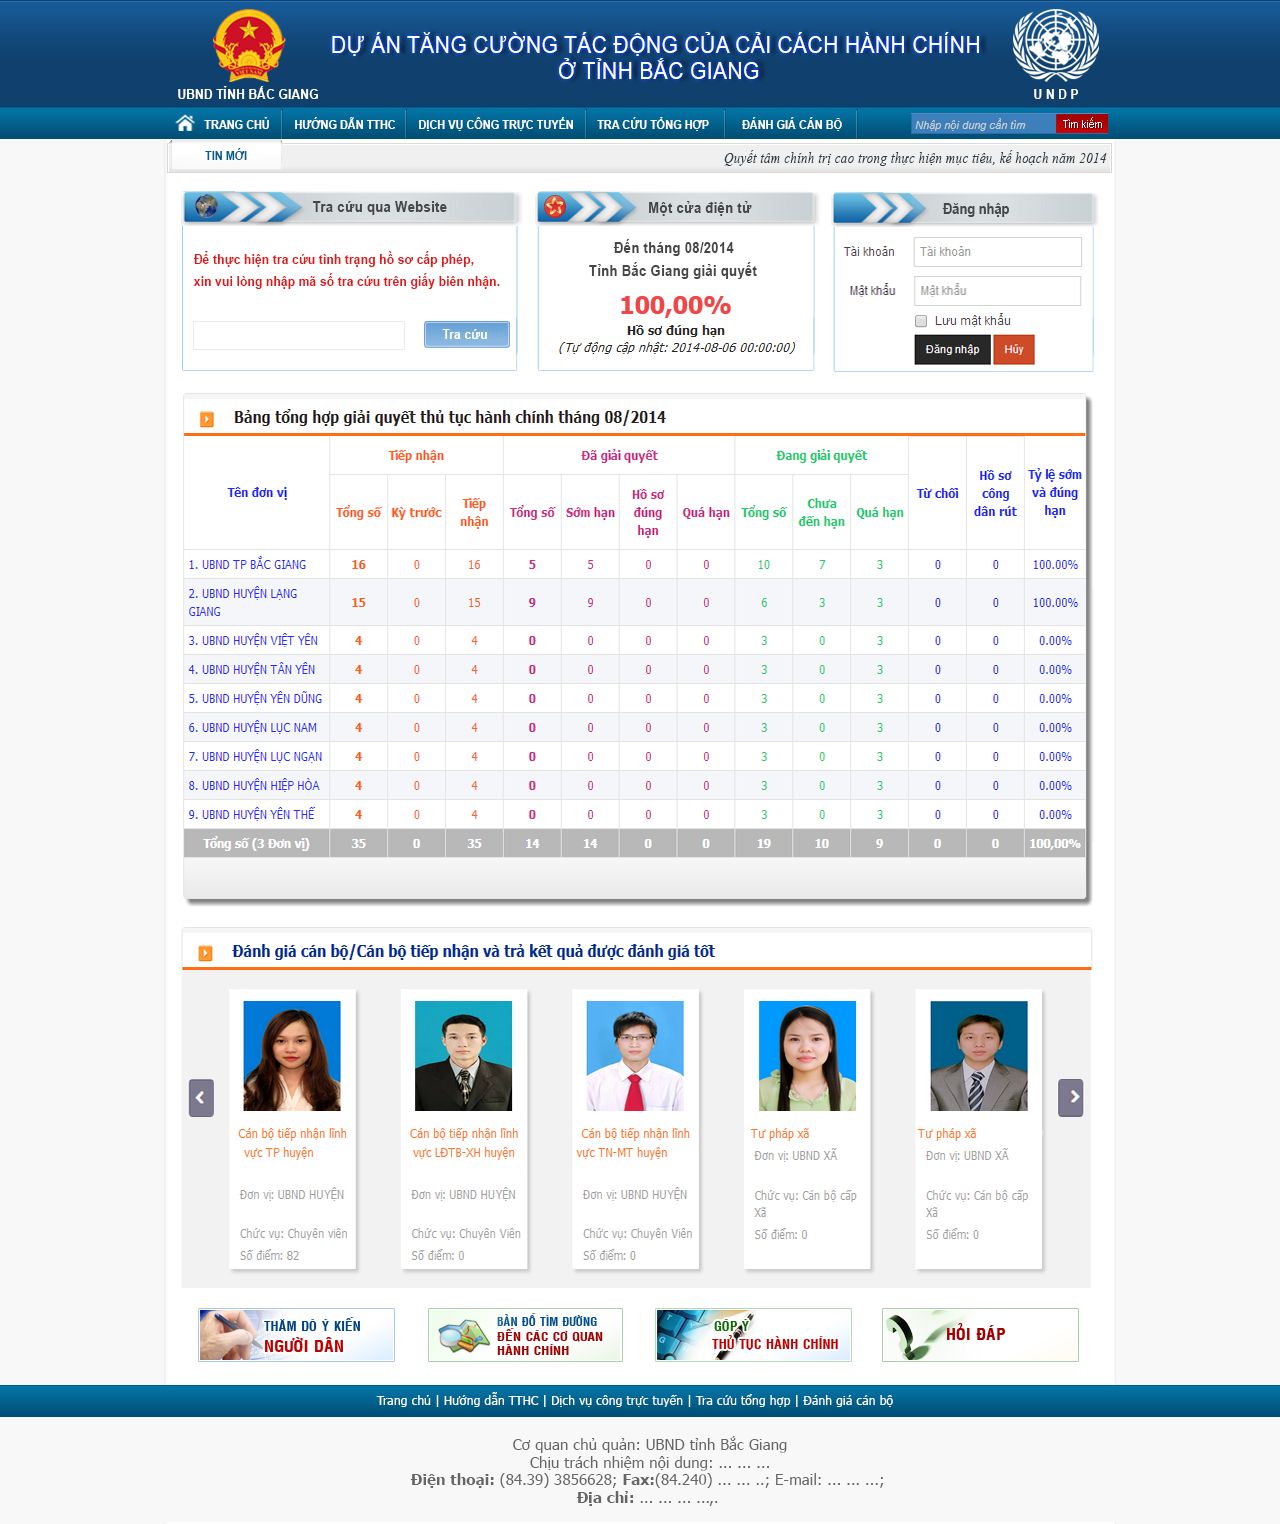 DỰ ÁN TĂNG CƯỜNG TÁC ĐỘNG CỦA CẢI CÁCH HÀNH CHÍNH
Ở TỈNH BẮC GIANG
UBND TỈNH BẮC GIANG
U N D P
TRANG CHỦ HƯỚNG DẪN TTHC DỊCH VỤ CÔNG TRỰC TUYẾN TRA CỨU TỔNG HỢP ĐÁNH GIÁ CÁN BỘ Nhập nội dung cần tìm Tìm kiếm
TIN MỚI Quyết tâm chính trị cao trong thực hiện mục tiêu, kế hoạch năm 2014
Tra cứu qua Website
Để thực hiện tra cứu tình trạng hồ sơ cấp phép,
xin vui lòng nhập mã số tra cứu trên giấy biên nhận.
Tra cứu
Một cửa điện tử
Đến tháng 08/2014
Tỉnh Bắc Giang giải quyết
100,00%
Hồ sơ đúng hạn
(Tự động cập nhật: 2014-08-06 00:00:00)
Đăng nhập
Tài khoản Tài khoản
Mật khẩu Mật khẩu
Lưu mật khẩu
Đăng nhập Hủy
Bảng tổng hợp giải quyết thủ tục hành chính tháng 08/2014
Tên đơn vị Tiếp nhận Đã giải quyết Đang giải quyết Từ chối Hồ sơ công dân rút Tỷ lệ sớm và đúng hạn
Tổng số Kỳ trước Tiếp nhận Tổng số Sớm hạn Hồ sơ đúng hạn Quá hạn Tổng số Chưa đến hạn Quá hạn
1. UBND TP BẮC GIANG 16 0 16 5 5 0 0 10 7 3 0 0 100.00%
2. UBND HUYỆN LẠNG GIANG 15 0 15 9 9 0 0 6 3 3 0 0 100.00%
3. UBND HUYỆN VIỆT YÊN 4 0 4 0 0 0 0 3 0 3 0 0 0.00%
4. UBND HUYỆN TÂN YÊN 4 0 4 0 0 0 0 3 0 3 0 0 0.00%
5. UBND HUYỆN YÊN DŨNG 4 0 4 0 0 0 0 3 0 3 0 0 0.00%
6. UBND HUYỆN LỤC NAM 4 0 4 0 0 0 0 3 0 3 0 0 0.00%
7. UBND HUYỆN LỤC NGẠN 4 0 4 0 0 0 0 3 0 3 0 0 0.00%
8. UBND HUYỆN HIỆP HÒA 4 0 4 0 0 0 0 3 0 3 0 0 0.00%
9. UBND HUYỆN YÊN THẾ 4 0 4 0 0 0 0 3 0 3 0 0 0.00%
Tổng số (3 Đơn vị) 35 0 35 14 14 0 0 19 10 9 0 0 100,00%
Đánh giá cán bộ/Cán bộ tiếp nhận và trả kết quả được đánh giá tốt
Cán bộ tiếp nhận lĩnh
vực TP huyện
Đơn vị: UBND HUYỆN
Chức vụ: Chuyên viên
Số điểm: 82
Cán bộ tiếp nhận lĩnh
vực LĐTB-XH huyện
Đơn vị: UBND HUYỆN
Chức vụ: Chuyên Viên
Số điểm: 0
Cán bộ tiếp nhận lĩnh
vực TN-MT huyện
Đơn vị: UBND HUYỆN
Chức vụ: Chuyên Viên
Số điểm: 0
Tư pháp xã
Đơn vị: UBND XÃ
Chức vụ: Cán bộ cấp
Xã
Số điểm: 0
Tư pháp xã
Đơn vị: UBND XÃ
Chức vụ: Cán bộ cấp
Xã
Số điểm: 0
THĂM DÒ Ý KIẾN
NGƯỜI DÂN
BẢN ĐỒ TÌM ĐƯỜNG
ĐẾN CÁC CƠ QUAN
HÀNH CHÍNH
GÓP Ý
THỦ TỤC HÀNH CHÍNH
HỎI ĐÁP
Trang chủ | Hướng dẫn TTHC | Dịch vụ công trực tuyến | Tra cứu tổng hợp | Đánh giá cán bộ
Cơ quan chủ quản: UBND tỉnh Bắc Giang
Chịu trách nhiệm nội dung: ... ... ...
Điện thoại: (84.39) 3856628; Fax:(84.240) ... ... ..; E-mail: ... ... ...;
Địa chỉ: ... ... ... ...,.